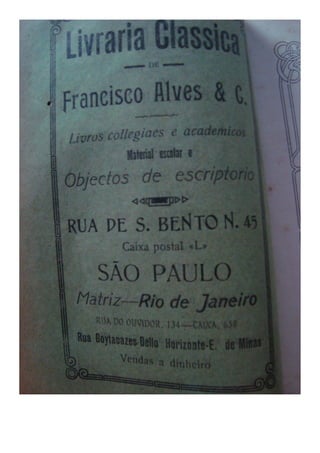 Livraria Classica
DE
Francisco Alves & C.
Livros collegiaes e academicos
Material escolar e
Objectos de escriptorio
RUA DE S. BENTO N. 45
Caixa postal «L»
SÃO PAULO
Matriz—Rio de Janeiro
RUA DO OUVIDOR, 134—CAIXA, 658
Rua Boytacazes-Bello Horizonte-E. de Minas
Vendas a dinheiro